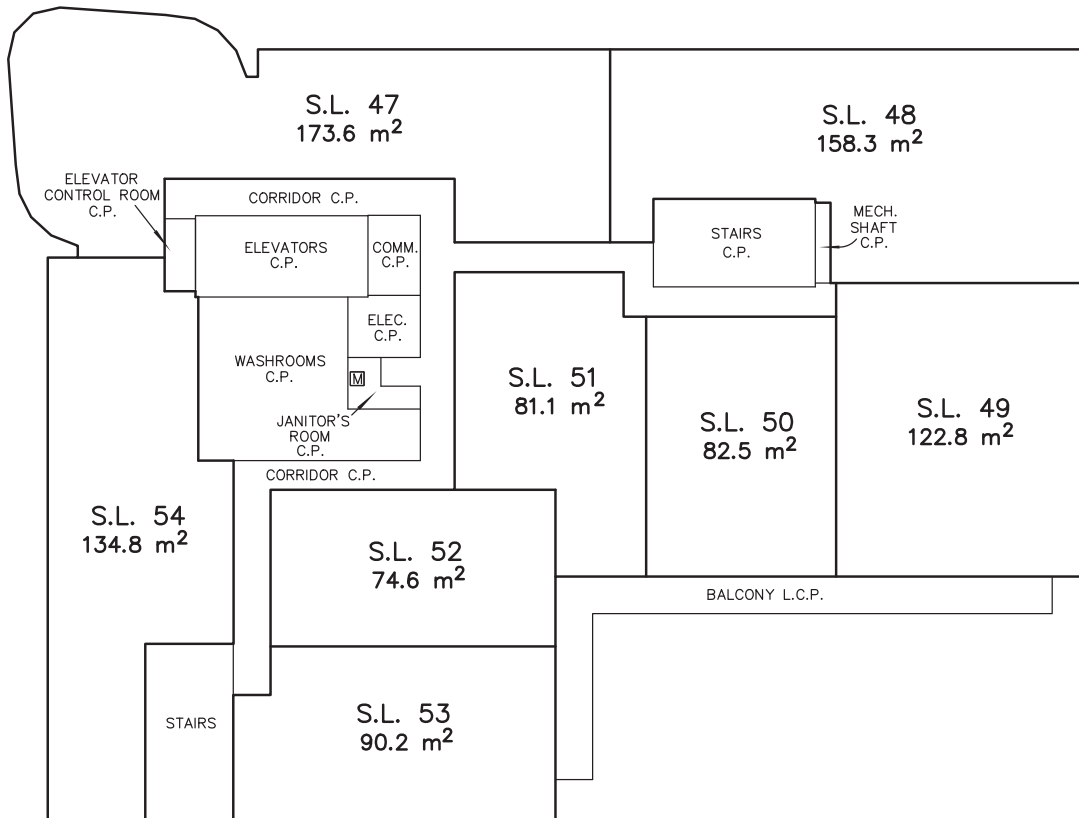 S.L. 47
173.6 m²
S.L. 48
158.3 m²
ELEVATOR
CONTROL ROOM
C.P.
CORRIDOR C.P.
ELEVATORS
C.P.
COMM.
C.P.
STAIRS
C.P.
MECH.
SHAFT
C.P.
ELEC.
C.P.
WASHROOMS
C.P.
M
JANITOR'S
ROOM
C.P.
CORRIDOR C.P.
S.L. 51
81.1 m²
S.L. 50
82.5 m²
S.L. 49
122.8 m²
S.L. 54
134.8 m²
S.L. 52
74.6 m²
BALCONY L.C.P.
STAIRS
S.L. 53
90.2 m²